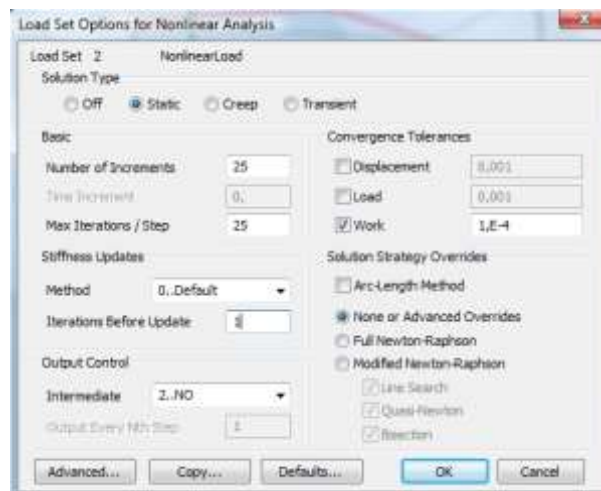 Load Set Options for Nonlinear Analysis
Load Set 2 NonlinearLoad
Solution Type
Off Static Creep Transient
Basic
Number of Increments 25
Time Increment 0,
Max Iterations / Step 25
Convergence Tolerances
Displacement 0,001
Load 0,001
Work 1,E-4
Stiffness Updates
Method 0..Default
Iterations Before Update 1
Solution Strategy Overrides
Arc-Length Method
None or Advanced Overrides
Full Newton-Raphson
Modified Newton-Raphson
Line Search
Quasi-Newton
Bisection
Output Control
Intermediate 2..NO
Output Every Nth Step 1
Advanced... Copy... Defaults... OK Cancel